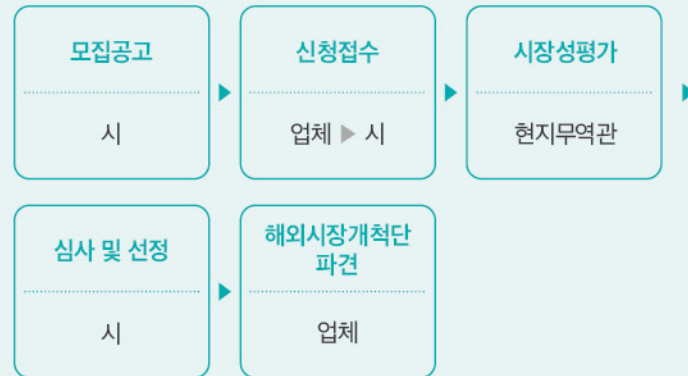 모집공고
시
신청접수
업체 ▶ 시
시장성평가
현지무역관
심사 및 선정
시
해외시장개척단
파견
업체